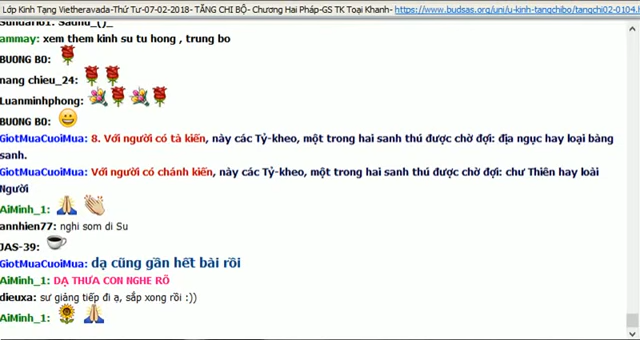 Lớp Kinh Tạng Vietheravada-Thứ Tư-07-02-2018- TĂNG CHI BỘ- Chương Hai Pháp-GS TK Toại Khanh- https://www.budsas.org/uni/u-kinh-tangchibo/tangchi02-0104.h
ammay: xem them kinh su tu hong , trung bo
BUONG BO:
nang chieu_24:
Luanminhphong:
BUONG BO:
GiotMuaCuoiMua: 8. Với người có tà kiến, này các Tỷ-kheo, một trong hai sanh thú được chờ đợi: địa ngục hay loại bàng
sanh.
GiotMuaCuoiMua: Với người có chánh kiến, này các Tỷ-kheo, một trong hai sanh thú được chờ đợi: chư Thiên hay loài
Người
AiMinh_1:
annhien77: nghi som di Su
JAS-39:
GiotMuaCuoiMua: dạ cũng gần hết bài rồi
AiMinh_1: DẠ THƯA CON NGHE RÕ
dieuxa: sư giảng tiếp đi ạ, sắp xong rồi :))
AiMinh_1: